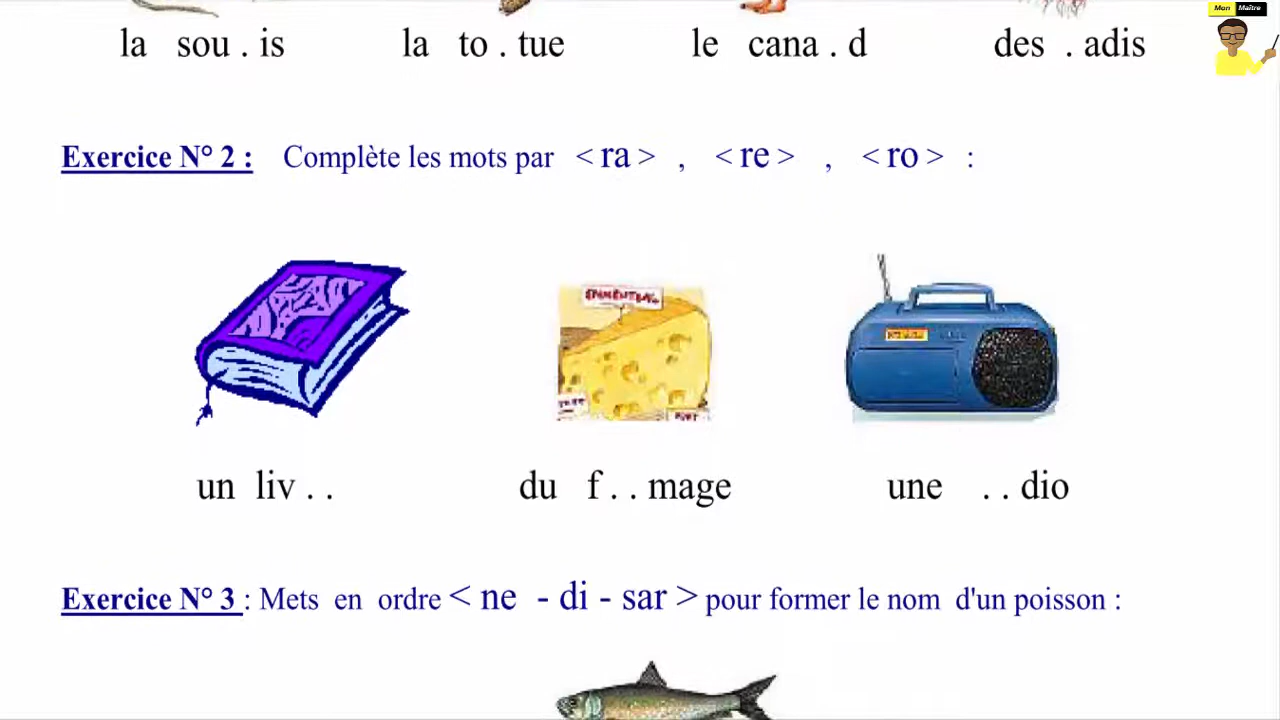 Mon Maître
la sou . is la to . tue le cana . d des . adis
Exercice N° 2 : Complète les mots par < ra > , < re > , < ro > :
un liv . . du f . . mage une . . dio
Exercice N° 3 : Mets en ordre < ne - di - sar > pour former le nom d'un poisson :